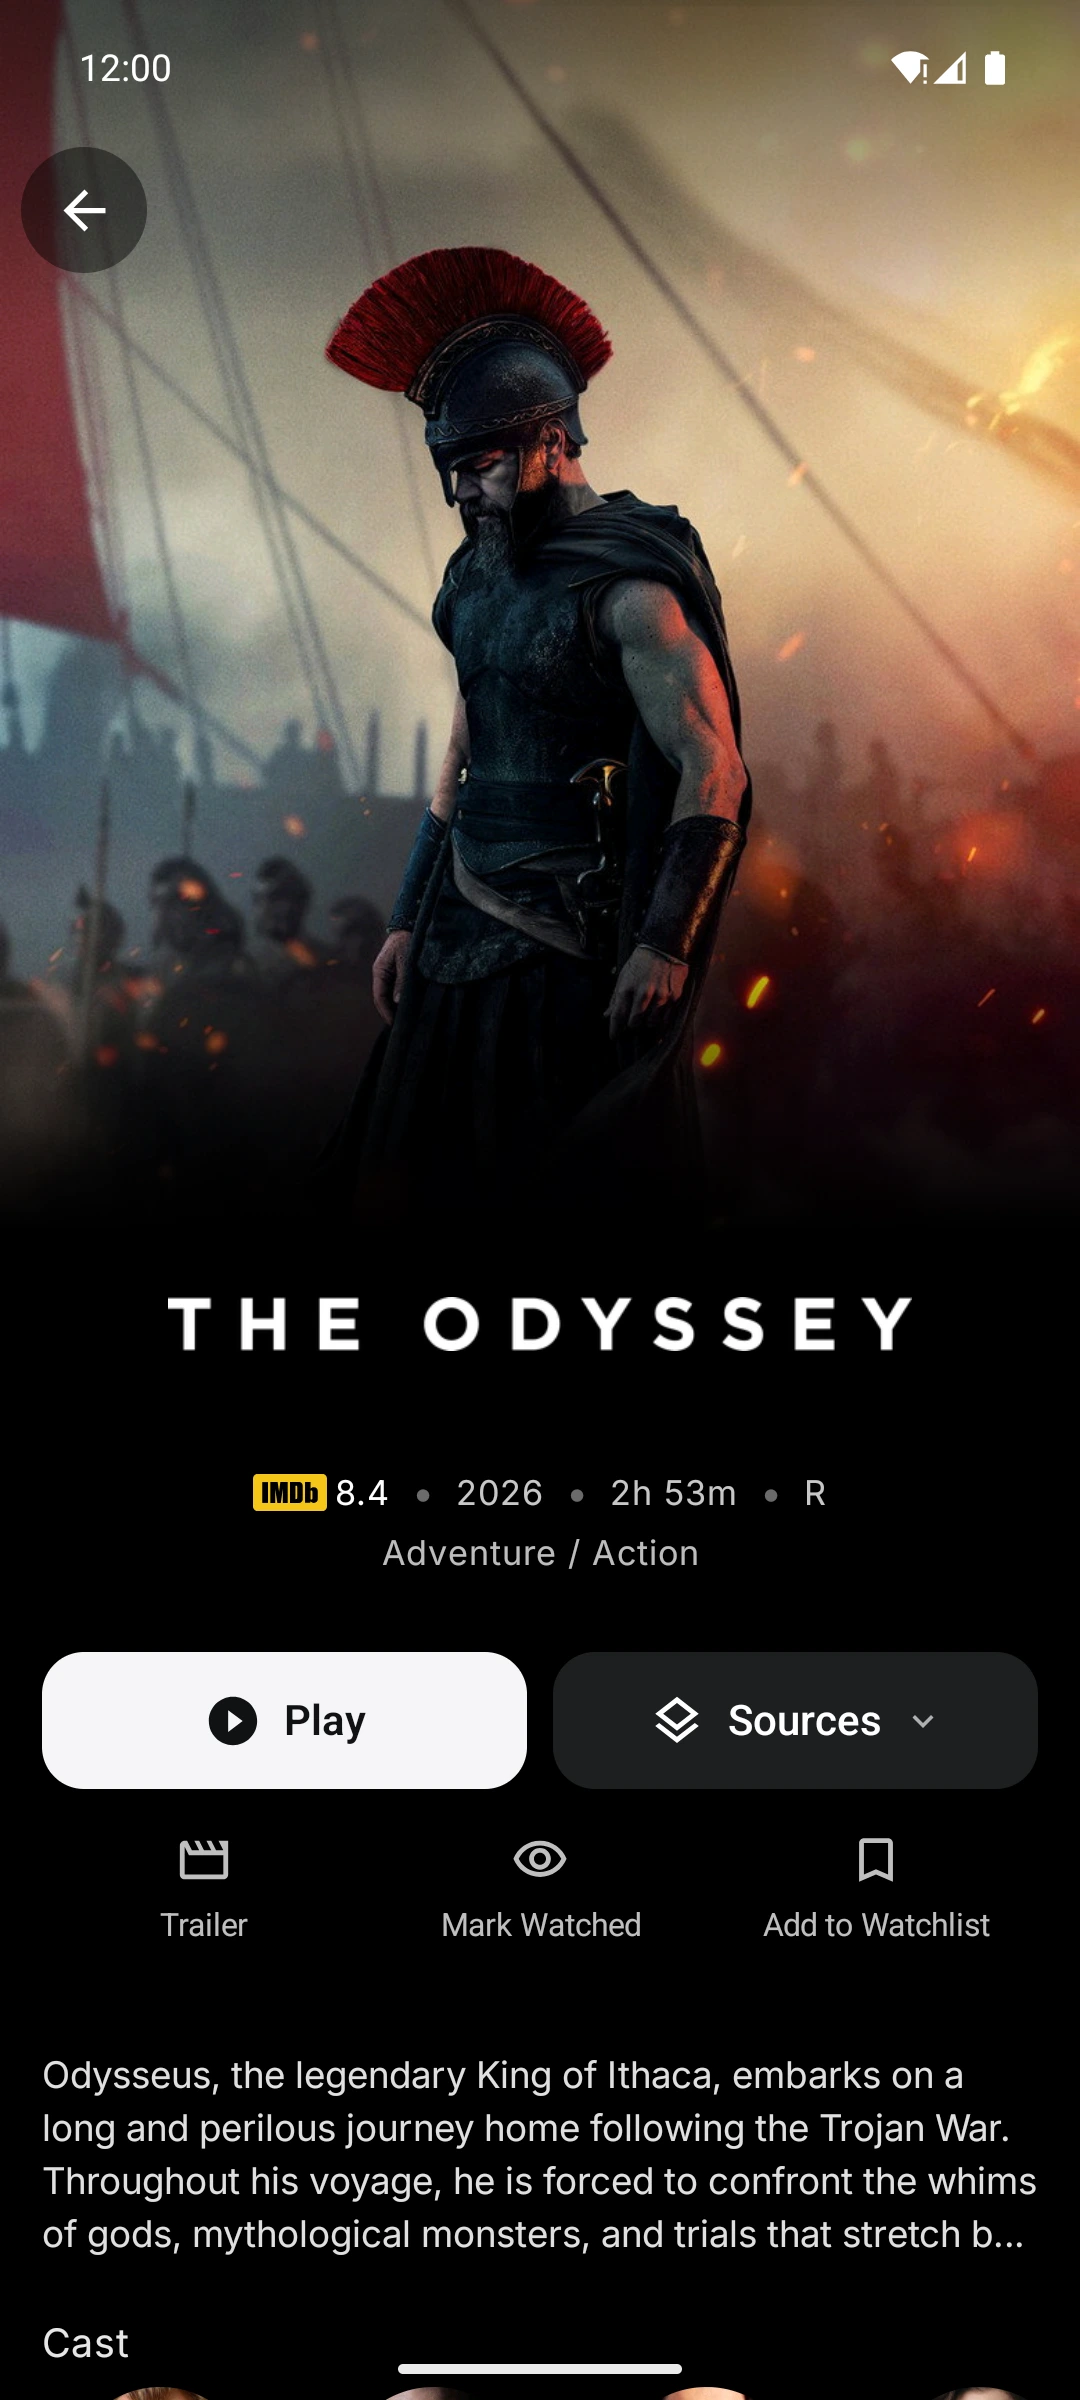 12:00
THE ODYSSEY
IMDb 8.4 • 2026 • 2h 53m • R
Adventure / Action
Play
Sources
Trailer
Mark Watched
Add to Watchlist
Odysseus, the legendary King of Ithaca, embarks on a
long and perilous journey home following the Trojan War.
Throughout his voyage, he is forced to confront the whims
of gods, mythological monsters, and trials that stretch b...
Cast